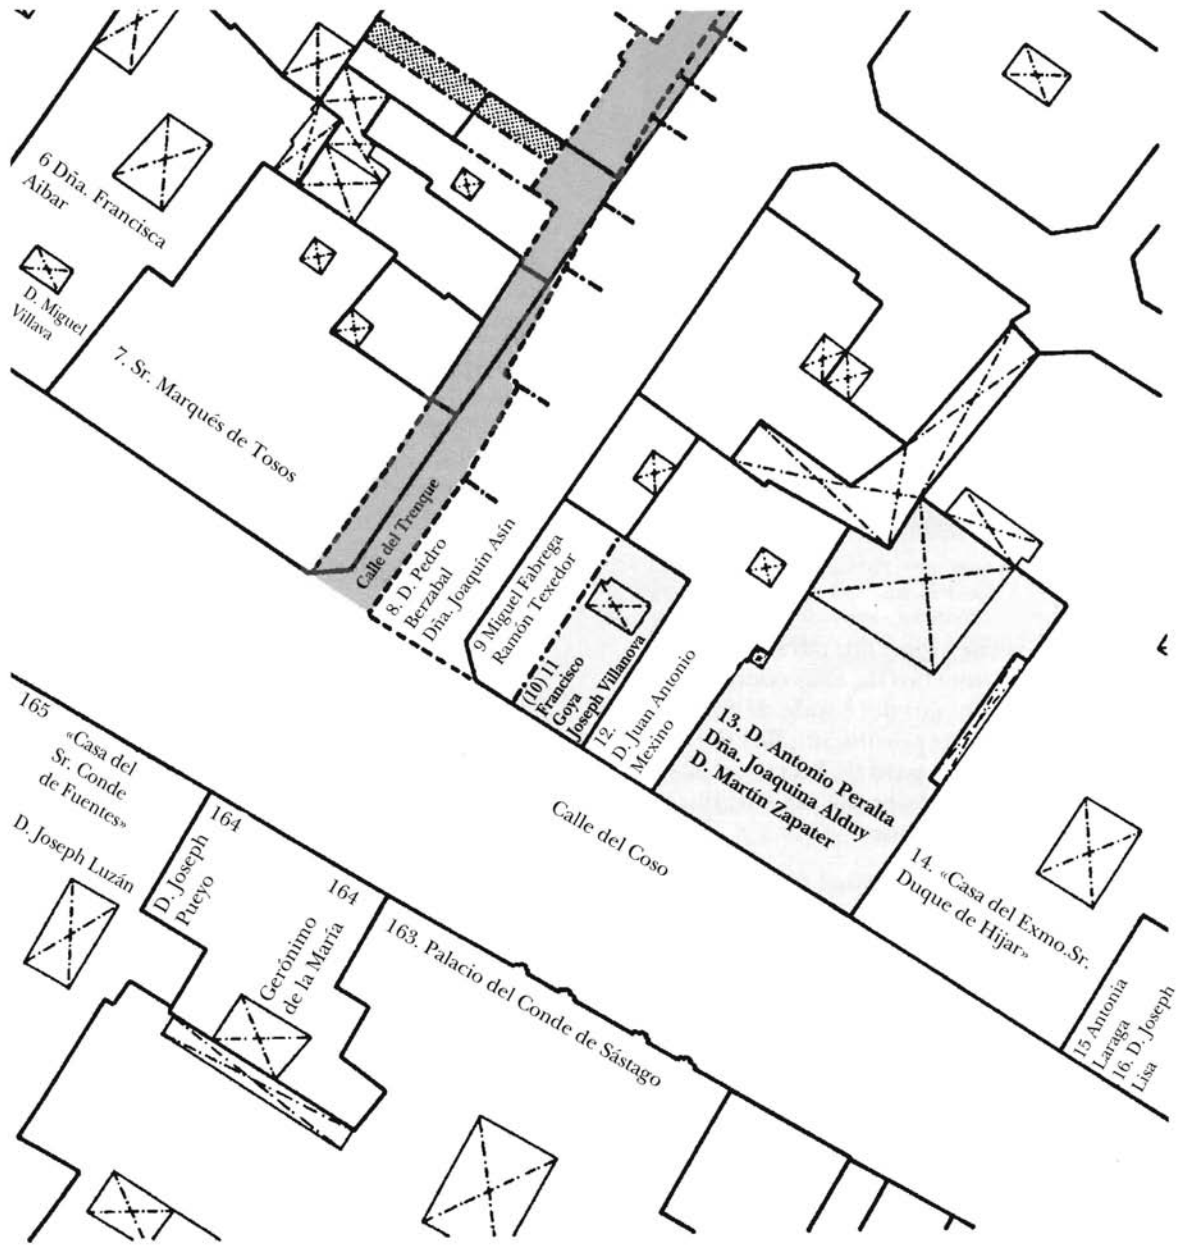 6 Dña. Francisca
Aibar
D. Miguel
Villava
7. Sr. Marqués de Tosos
Calle del Trenque
8. D. Pedro
Berzabal
Dña. Joaquín Asín
9 Miguel Fabrega
Ramón Texedor
(10) 11
Francisco
Goya
Joseph Villanova
12.
D. Juan Antonio
Mexino
13. D. Antonio Peralta
Dña. Joaquina Alduy
D. Martín Zapater
14. «Casa del Exmo.Sr.
Duque de Hijar»
15 Antonia
Laraga
16. D. Joseph
Lisa
Calle del Coso
165
«Casa del
Sr. Conde
de Fuentes»
D. Joseph Luzán
164
D. Joseph
Pueyo
164
Gerónimo
de la María
163. Palacio del Conde de Sástago